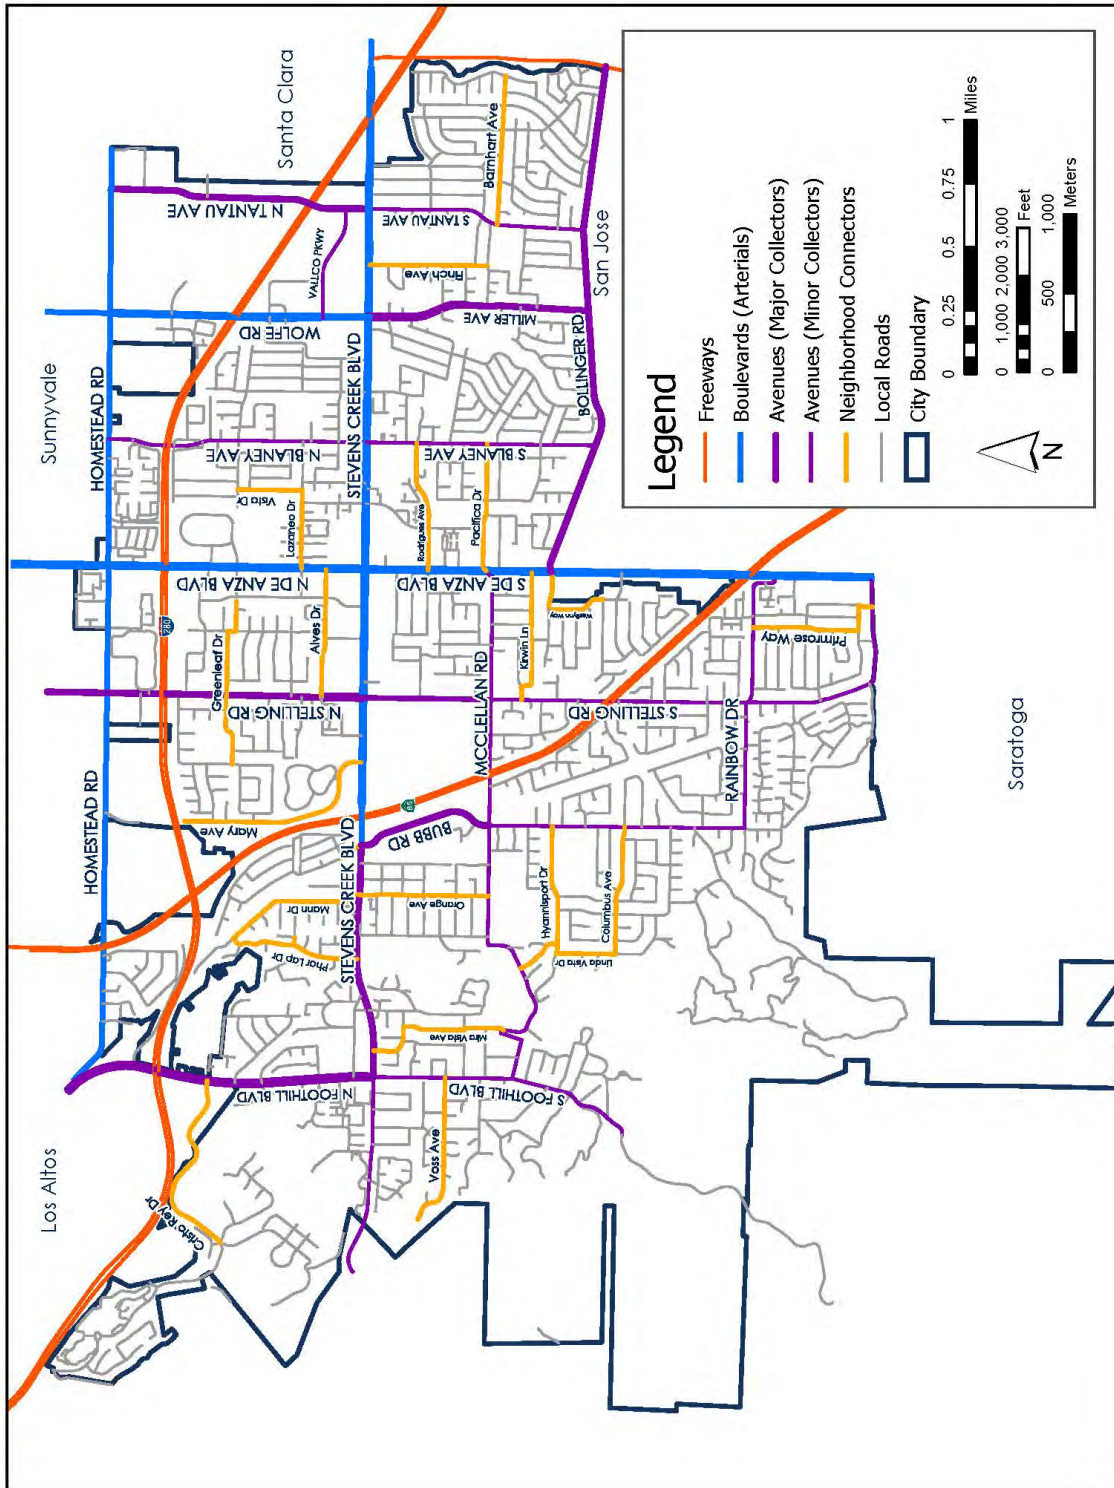 Los Altos
Sunnyvale
Santa Clara
San Jose
Saratoga
HOMESTEAD RD
HOMESTEAD RD
280
85
N TANTAU AVE
S TANTAU AVE
VALLCO PKWY
WOLFE RD
MILLER AVE
Finch Ave
Barnhart Ave
BOLLINGER RD
N BLANEY AVE
S BLANEY AVE
STEVENS CREEK BLVD
STEVENS CREEK BLVD
Vista Dr
Lazaneo Dr
Rodrigues Ave
Pacifica Dr
N DE ANZA BLVD
S DE ANZA BLVD
Greenleaf Dr
Alves Dr
Kirwin Ln
Westlynn Way
Primrose Way
N STELLING RD
S STELLING RD
MCCLELLAN RD
RAINBOW DR
Mary Ave
BUBB RD
Mann Dr
Phar Lap Dr
Orange Ave
Hyannisport Dr
Columbus Ave
Linda Vista Dr
Mira Vista Ave
N FOOTHILL BLVD
S FOOTHILL BLVD
Voss Ave
Cristo Rey Dr
Legend
Freeways
Boulevards (Arterials)
Avenues (Major Collectors)
Avenues (Minor Collectors)
Neighborhood Connectors
Local Roads
City Boundary
0 0.25 0.5 0.75 1
Miles
0 1,000 2,000 3,000
Feet
0 500 1,000
Meters
N